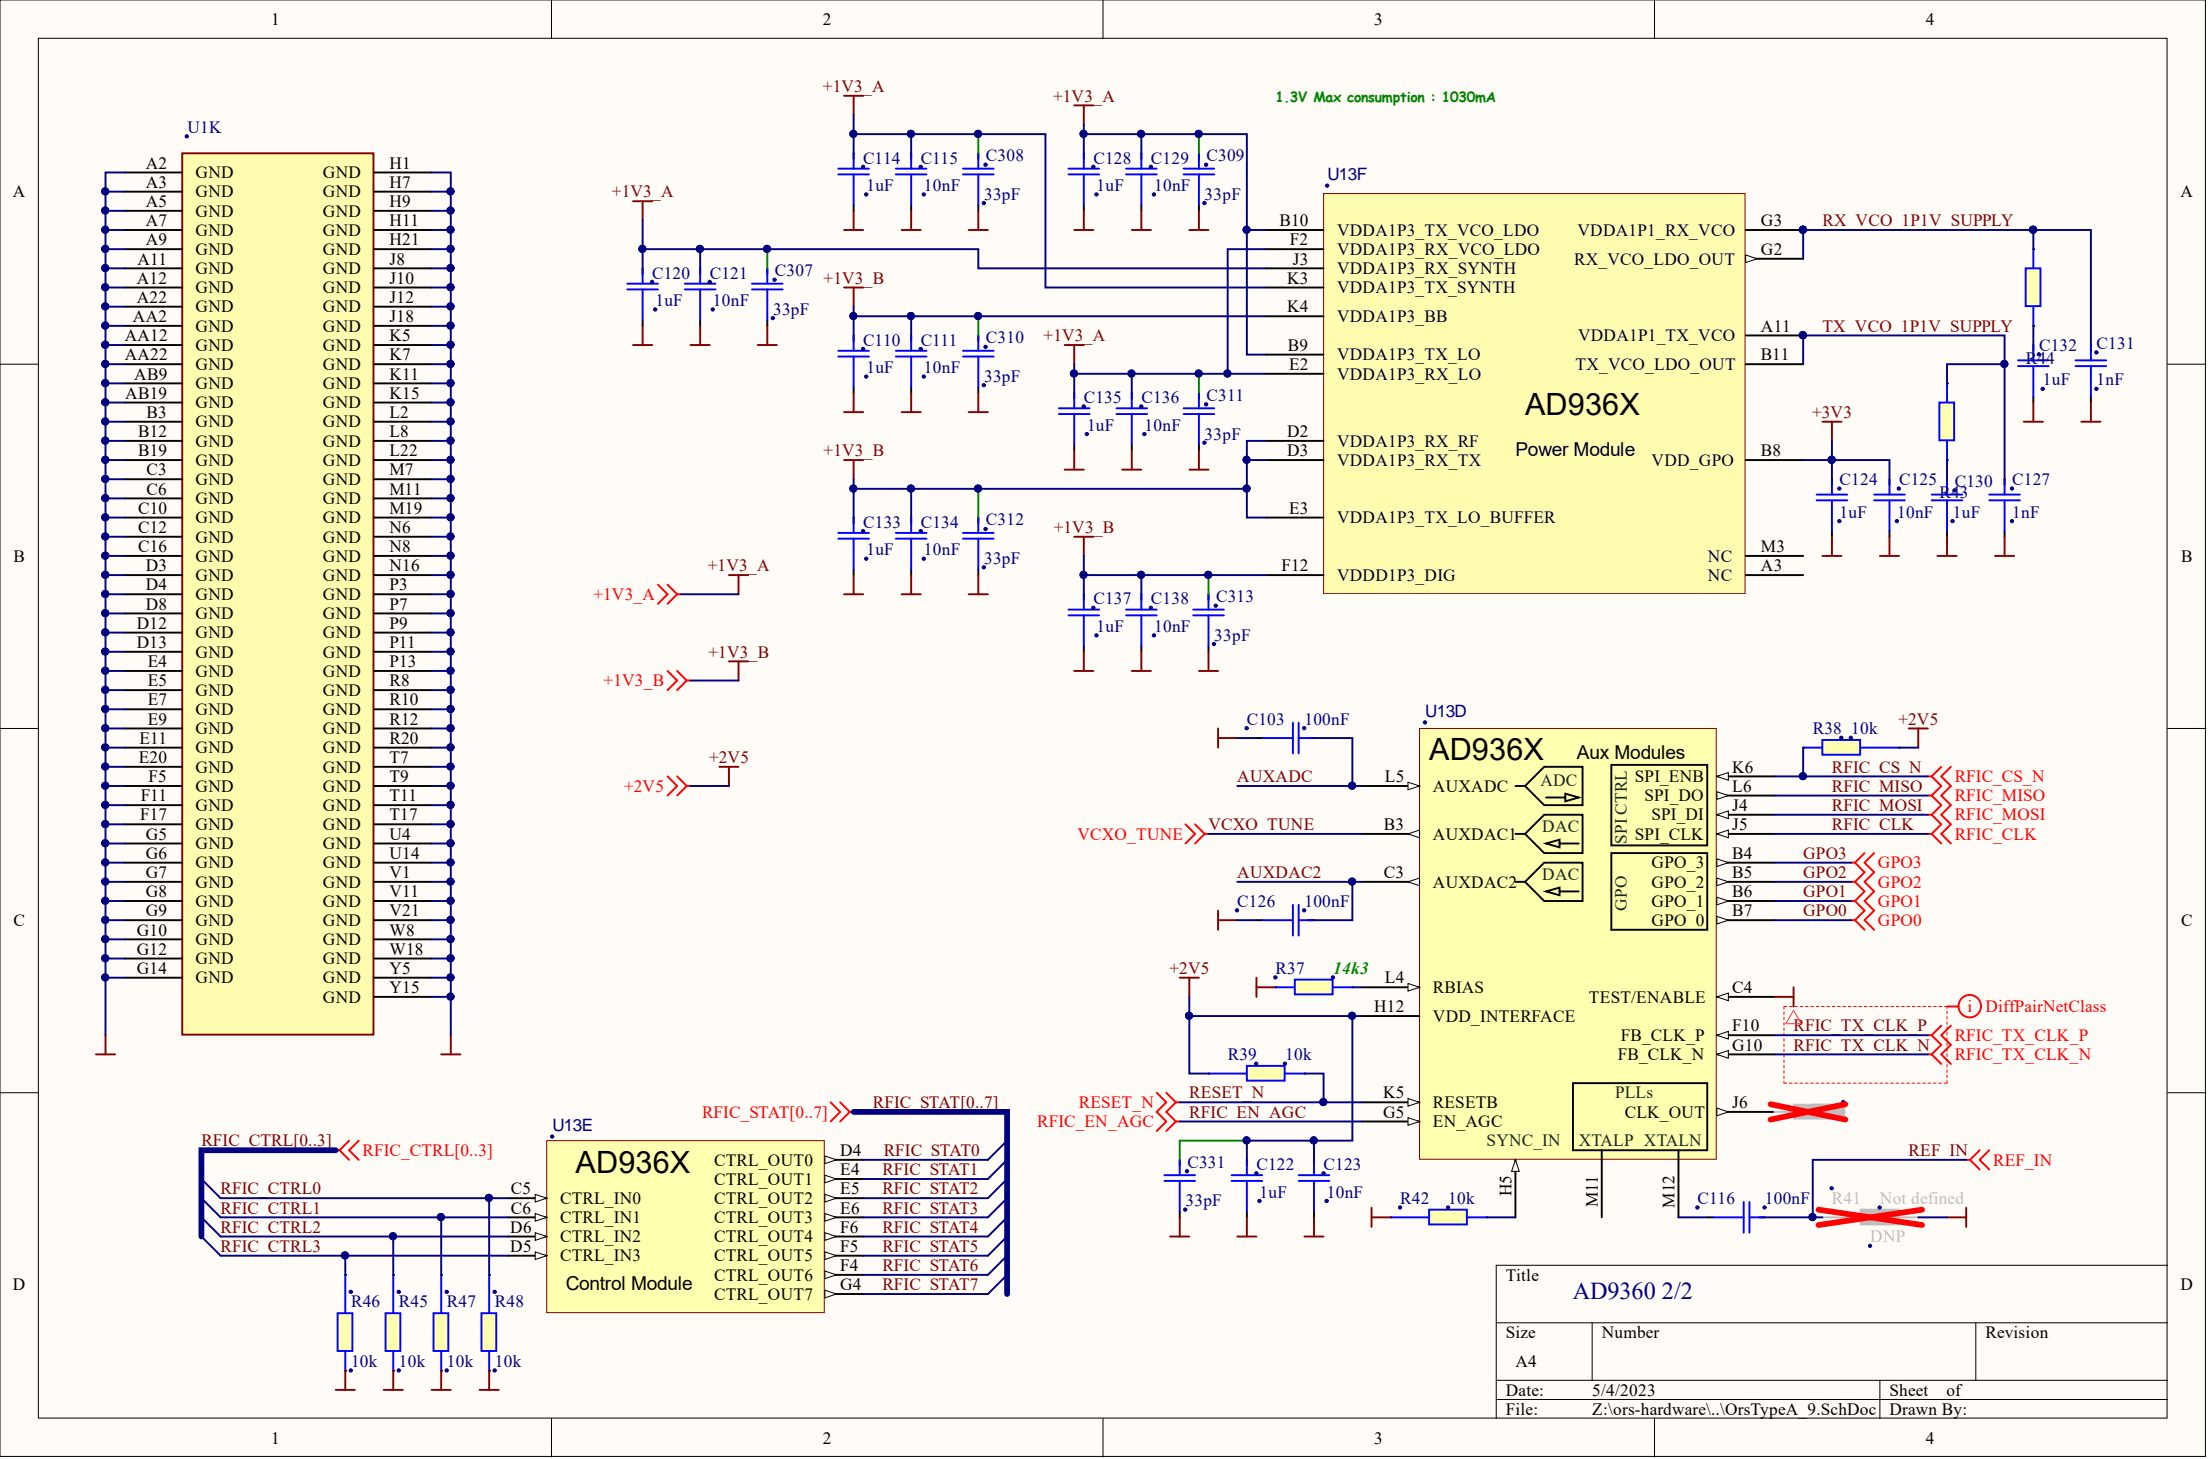 1 2 3 4
A A
B B
C C
D D
1 2 3 4
U1K
A2 GND GND H1
A3 GND GND H7
A5 GND GND H9
A7 GND GND H11
A9 GND GND H21
A11 GND GND J8
A12 GND GND J10
A22 GND GND J12
AA2 GND GND J18
AA12 GND GND K5
AA22 GND GND K7
AB9 GND GND K11
AB19 GND GND K15
B3 GND GND L2
B12 GND GND L8
B19 GND GND L22
C3 GND GND M7
C6 GND GND M11
C10 GND GND M19
C12 GND GND N6
C16 GND GND N8
D3 GND GND N16
D4 GND GND P3
D8 GND GND P7
D12 GND GND P9
D13 GND GND P11
E4 GND GND P13
E5 GND GND R8
E7 GND GND R10
E9 GND GND R12
E11 GND GND R20
E20 GND GND T7
F5 GND GND T9
F11 GND GND T11
F17 GND GND T17
G5 GND GND U4
G6 GND GND U14
G7 GND GND V1
G8 GND GND V11
G9 GND GND V21
G10 GND GND W8
G12 GND GND W18
G14 GND GND Y5
GND Y15
+1V3_A
C114 C115 C308
1uF 10nF 33pF
+1V3_A
C128 C129 C309
1uF 10nF 33pF
1.3V Max consumption : 1030mA
+1V3_A
C120 C121 C307
1uF 10nF 33pF
+1V3_B
C110 C111 C310
1uF 10nF 33pF
+1V3_A
C135 C136 C311
1uF 10nF 33pF
+1V3_B
C133 C134 C312
1uF 10nF 33pF
+1V3_B
C137 C138 C313
1uF 10nF 33pF
+1V3_A +1V3_A
+1V3_B +1V3_B
+2V5 +2V5
U13F
B10 VDDA1P3_TX_VCO_LDO
F2 VDDA1P3_RX_VCO_LDO
J3 VDDA1P3_RX_SYNTH
K3 VDDA1P3_TX_SYNTH
K4 VDDA1P3_BB
B9 VDDA1P3_TX_LO
E2 VDDA1P3_RX_LO
D2 VDDA1P3_RX_RF
D3 VDDA1P3_RX_TX
E3 VDDA1P3_TX_LO_BUFFER
F12 VDDD1P3_DIG
AD936X
Power Module
VDDA1P1_RX_VCO G3 RX_VCO_1P1V_SUPPLY
RX_VCO_LDO_OUT G2
VDDA1P1_TX_VCO A11 TX_VCO_1P1V_SUPPLY
TX_VCO_LDO_OUT B11
VDD_GPO B8
NC M3
NC A3
R44 C132 C131
1uF 1nF
+3V3
C124 C125 R43 C130 C127
1uF 10nF 1uF 1nF
U13D
AD936X Aux Modules
C103 100nF
AUXADC L5 AUXADC ADC
VCXO_TUNE VCXO_TUNE B3 AUXDAC1 DAC
AUXDAC2 C3 AUXDAC2 DAC
C126 100nF
+2V5
R37 14k3 L4 RBIAS
H12 VDD_INTERFACE
R39 10k
RESET_N RESET_N K5 RESETB
RFIC_EN_AGC RFIC_EN_AGC G5 EN_AGC
C331 C122 C123
33pF 1uF 10nF
R42 10k
SYNC_IN H5
SPI CTRL
SPI_ENB K6 RFIC_CS_N RFIC_CS_N
SPI_DO L6 RFIC_MISO RFIC_MISO
SPI_DI J4 RFIC_MOSI RFIC_MOSI
SPI_CLK J5 RFIC_CLK RFIC_CLK
R38 10k +2V5
GPO
GPO_3 B4 GPO3 GPO3
GPO_2 B5 GPO2 GPO2
GPO_1 B6 GPO1 GPO1
GPO_0 B7 GPO0 GPO0
TEST/ENABLE C4
i DiffPairNetClass
FB_CLK_P F10 RFIC_TX_CLK_P RFIC_TX_CLK_P
FB_CLK_N G10 RFIC_TX_CLK_N RFIC_TX_CLK_N
PLLs
CLK_OUT J6
XTALP XTALN
M11 M12
REF_IN REF_IN
C116 100nF R41 Not defined
DNP
RFIC_STAT[0..7] RFIC_STAT[0..7]
RFIC_CTRL[0..3] RFIC_CTRL[0..3]
U13E
AD936X
Control Module
RFIC_CTRL0 C5 CTRL_IN0
RFIC_CTRL1 C6 CTRL_IN1
RFIC_CTRL2 D6 CTRL_IN2
RFIC_CTRL3 D5 CTRL_IN3
CTRL_OUT0 D4 RFIC_STAT0
CTRL_OUT1 E4 RFIC_STAT1
CTRL_OUT2 E5 RFIC_STAT2
CTRL_OUT3 E6 RFIC_STAT3
CTRL_OUT4 F6 RFIC_STAT4
CTRL_OUT5 F5 RFIC_STAT5
CTRL_OUT6 F4 RFIC_STAT6
CTRL_OUT7 G4 RFIC_STAT7
R46 R45 R47 R48
10k 10k 10k 10k
Title
AD9360 2/2
Size Number Revision
A4
Date: 5/4/2023 Sheet of
File: Z:\ors-hardware\..\OrsTypeA_9.SchDoc Drawn By: